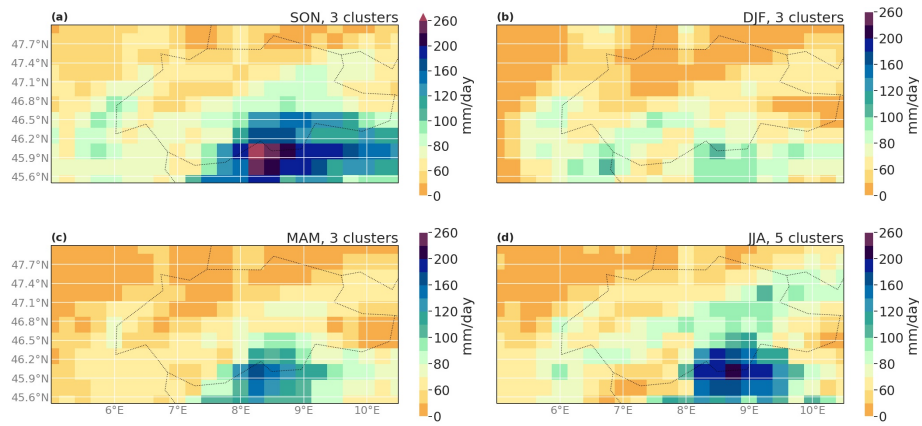 (a) SON, 3 clusters
47.7°N
47.4°N
47.1°N
46.8°N
46.5°N
46.2°N
45.9°N
45.6°N
260
200
160
120
100
80
60
40
0
mm/day
(b) DJF, 3 clusters
260
200
160
120
100
80
60
40
0
mm/day
(c) MAM, 3 clusters
47.7°N
47.4°N
47.1°N
46.8°N
46.5°N
46.2°N
45.9°N
45.6°N
6°E 7°E 8°E 9°E 10°E
260
200
160
120
100
80
60
40
0
mm/day
(d) JJA, 5 clusters
6°E 7°E 8°E 9°E 10°E
260
200
160
120
100
80
60
40
0
mm/day